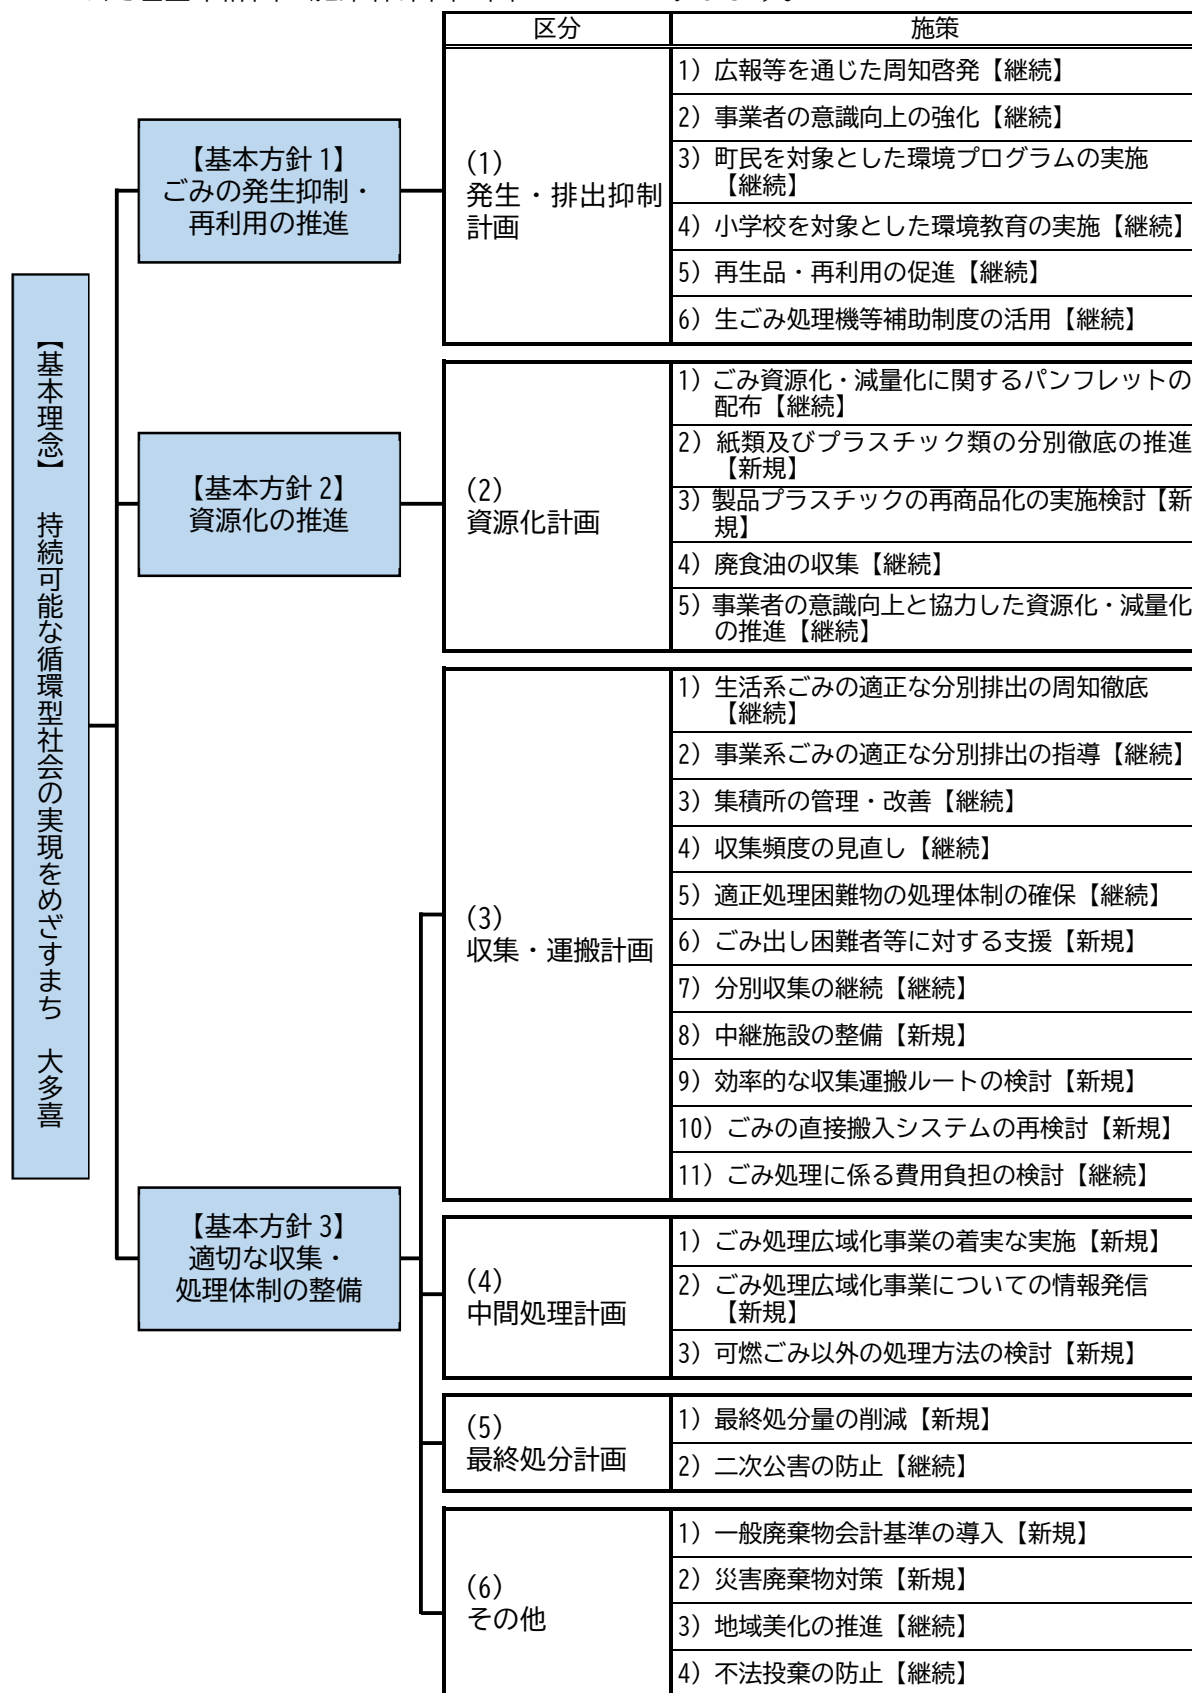 区分
施策
【基本理念】 持続可能な循環型社会の実現をめざすまち 大多喜
【基本方針 1】
ごみの発生抑制・
再利用の推進
(1)
発生・排出抑制
計画
1) 広報等を通じた周知啓発【継続】
2) 事業者の意識向上の強化【継続】
3) 町民を対象とした環境プログラムの実施
【継続】
4) 小学校を対象とした環境教育の実施【継続】
5) 再生品・再利用の促進【継続】
6) 生ごみ処理機等補助制度の活用【継続】
【基本方針 2】
資源化の推進
(2)
資源化計画
1) ごみ資源化・減量化に関するパンフレットの
配布【継続】
2) 紙類及びプラスチック類の分別徹底の推進
【新規】
3) 製品プラスチックの再商品化の実施検討【新
規】
4) 廃食油の収集【継続】
5) 事業者の意識向上と協力した資源化・減量化
の推進【継続】
【基本方針 3】
適切な収集・
処理体制の整備
(3)
収集・運搬計画
1) 生活系ごみの適正な分別排出の周知徹底
【継続】
2) 事業系ごみの適正な分別排出の指導【継続】
3) 集積所の管理・改善【継続】
4) 収集頻度の見直し【継続】
5) 適正処理困難物の処理体制の確保【継続】
6) ごみ出し困難者等に対する支援【新規】
7) 分別収集の継続【継続】
8) 中継施設の整備【新規】
9) 効率的な収集運搬ルートの検討【新規】
10) ごみの直接搬入システムの再検討【新規】
11) ごみ処理に係る費用負担の検討【継続】
(4)
中間処理計画
1) ごみ処理広域化事業の着実な実施【新規】
2) ごみ処理広域化事業についての情報発信
【新規】
3) 可燃ごみ以外の処理方法の検討【新規】
(5)
最終処分計画
1) 最終処分量の削減【新規】
2) 二次公害の防止【継続】
(6)
その他
1) 一般廃棄物会計基準の導入【新規】
2) 災害廃棄物対策【新規】
3) 地域美化の推進【継続】
4) 不法投棄の防止【継続】